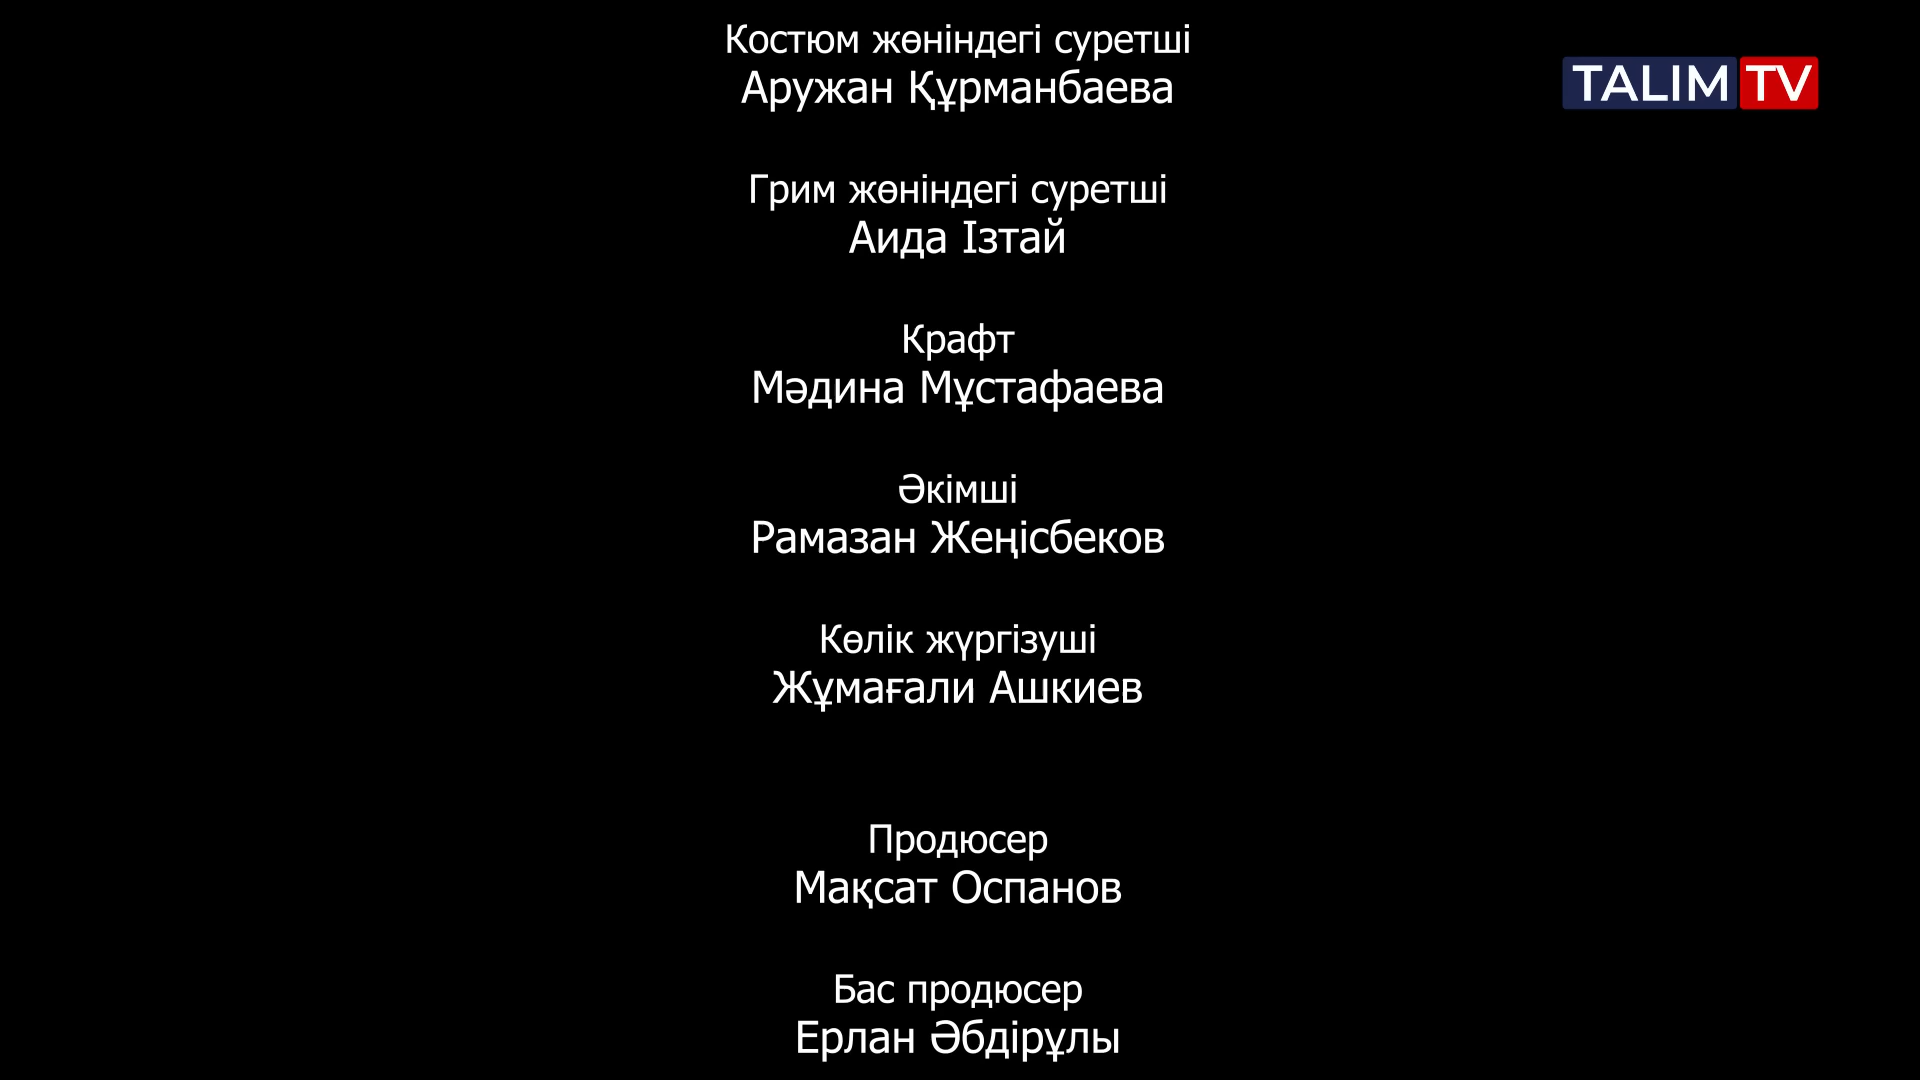 Костюм жөніндегі суретші
Аружан Құрманбаева
TALIM TV
Грим жөніндегі суретші
Аида Ізтай
Крафт
Мәдина Мұстафаева
Әкімші
Рамазан Жеңісбеков
Көлік жүргізуші
Жұмағали Ашкиев
Продюсер
Мақсат Оспанов
Бас продюсер
Ерлан Әбдірұлы